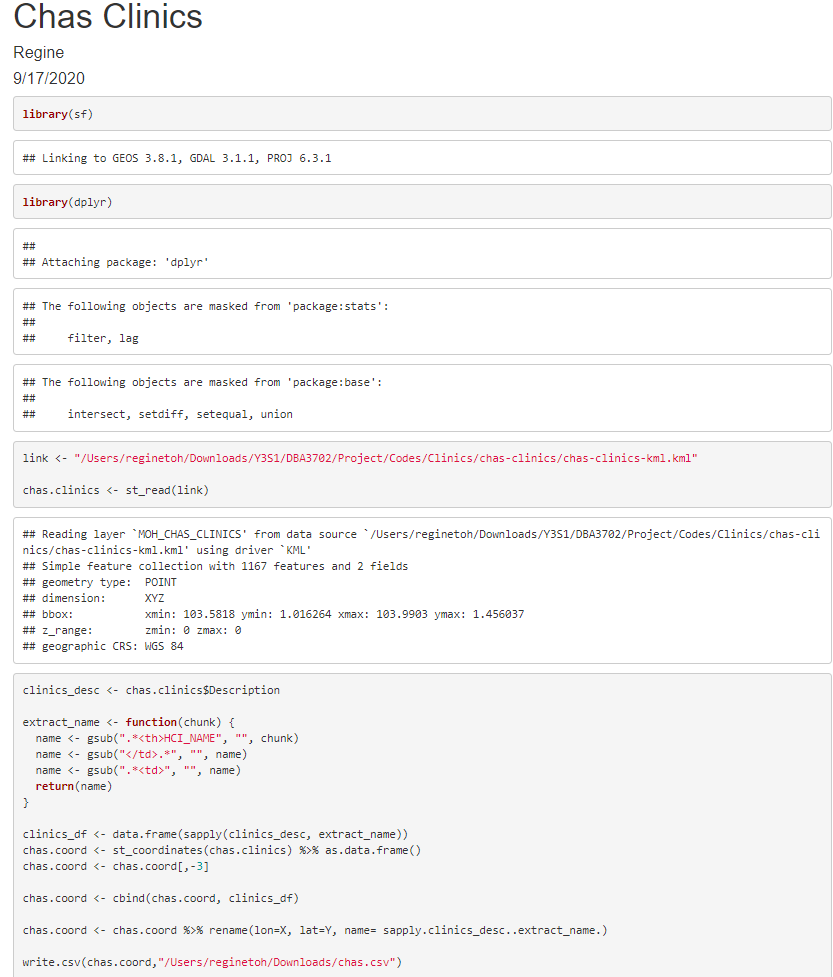 Chas Clinics
Regine
9/17/2020
library(sf)
## Linking to GEOS 3.8.1, GDAL 3.1.1, PROJ 6.3.1
library(dplyr)
##
## Attaching package: 'dplyr'
## The following objects are masked from 'package:stats':
##
##     filter, lag
## The following objects are masked from 'package:base':
##
##     intersect, setdiff, setequal, union
link <- "/Users/reginetoh/Downloads/Y3S1/DBA3702/Project/Codes/Clinics/chas-clinics/chas-clinics-kml.kml"
chas.clinics <- st_read(link)
## Reading layer `MOH_CHAS_CLINICS' from data source `/Users/reginetoh/Downloads/Y3S1/DBA3702/Project/Codes/Clinics/chas-cli
nics/chas-clinics-kml.kml' using driver `KML'
## Simple feature collection with 1167 features and 2 fields
## geometry type:  POINT
## dimension:      XYZ
## bbox:           xmin: 103.5818 ymin: 1.016264 xmax: 103.9903 ymax: 1.456037
## z_range:        zmin: 0 zmax: 0
## geographic CRS: WGS 84
clinics_desc <- chas.clinics$Description
extract_name <- function(chunk) {
  name <- gsub(".*<th>HCI_NAME", "", chunk)
  name <- gsub("</td>.*", "", name)
  name <- gsub(".*<td>", "", name)
  return(name)
}
clinics_df <- data.frame(sapply(clinics_desc, extract_name))
chas.coord <- st_coordinates(chas.clinics) %>% as.data.frame()
chas.coord <- chas.coord[,-3]
chas.coord <- cbind(chas.coord, clinics_df)
chas.coord <- chas.coord %>% rename(lon=X, lat=Y, name= sapply.clinics_desc..extract_name.)
write.csv(chas.coord,"/Users/reginetoh/Downloads/chas.csv")